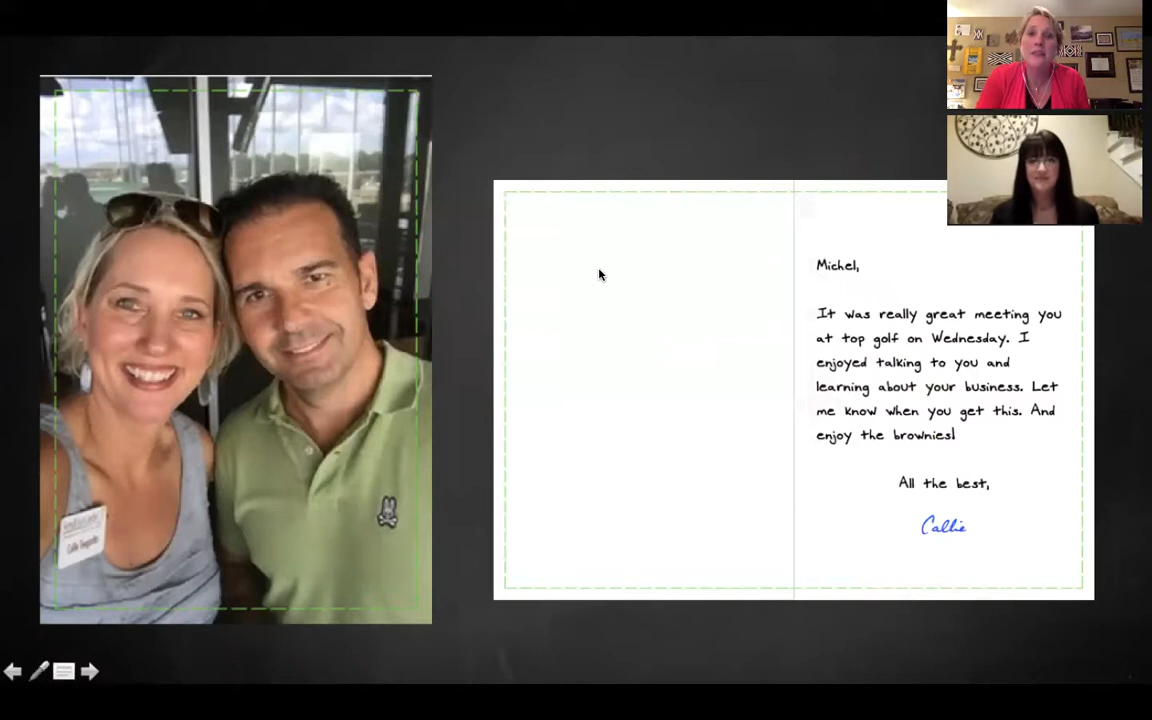 Michel,
It was really great meeting you
at top golf on Wednesday. I
enjoyed talking to you and
learning about your business. Let
me know when you get this. And
enjoy the brownies!
All the best,
Callie